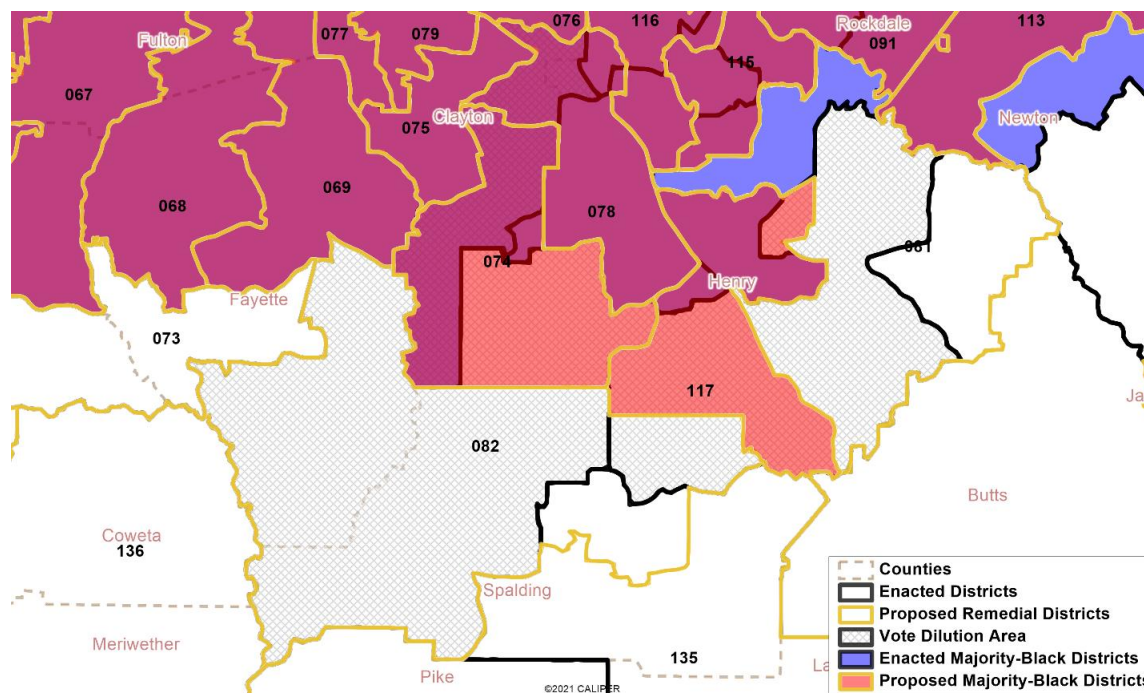 076
116
Rockdale
113
Fulton
077
079
091
067
115
Newton
Clayton
075
069
068
078
081
074
Henry
Fayette
073
117
082
Butts
Coweta
136
Spalding
Meriwether
Pike
135
©2021 CALIPER
Counties
Enacted Districts
Proposed Remedial Districts
Vote Dilution Area
Enacted Majority-Black Districts
Proposed Majority-Black Districts